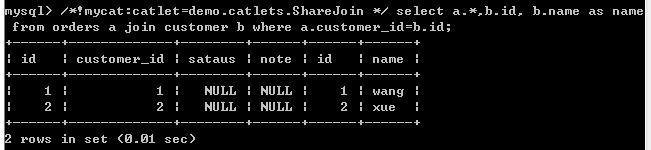 mysql> /*!mycat:catlet=demo.catlets.ShareJoin */ select a.*,b.id, b.name as name
from orders a join customer b where a.customer_id=b.id;
+------+-------------+--------+------+------+------+
| id | customer_id | sataus | note | id | name |
+------+-------------+--------+------+------+------+
| 1 | 1 | NULL | NULL | 1 | wang |
| 2 | 2 | NULL | NULL | 2 | xue |
+------+-------------+--------+------+------+------+
2 rows in set (0.01 sec)